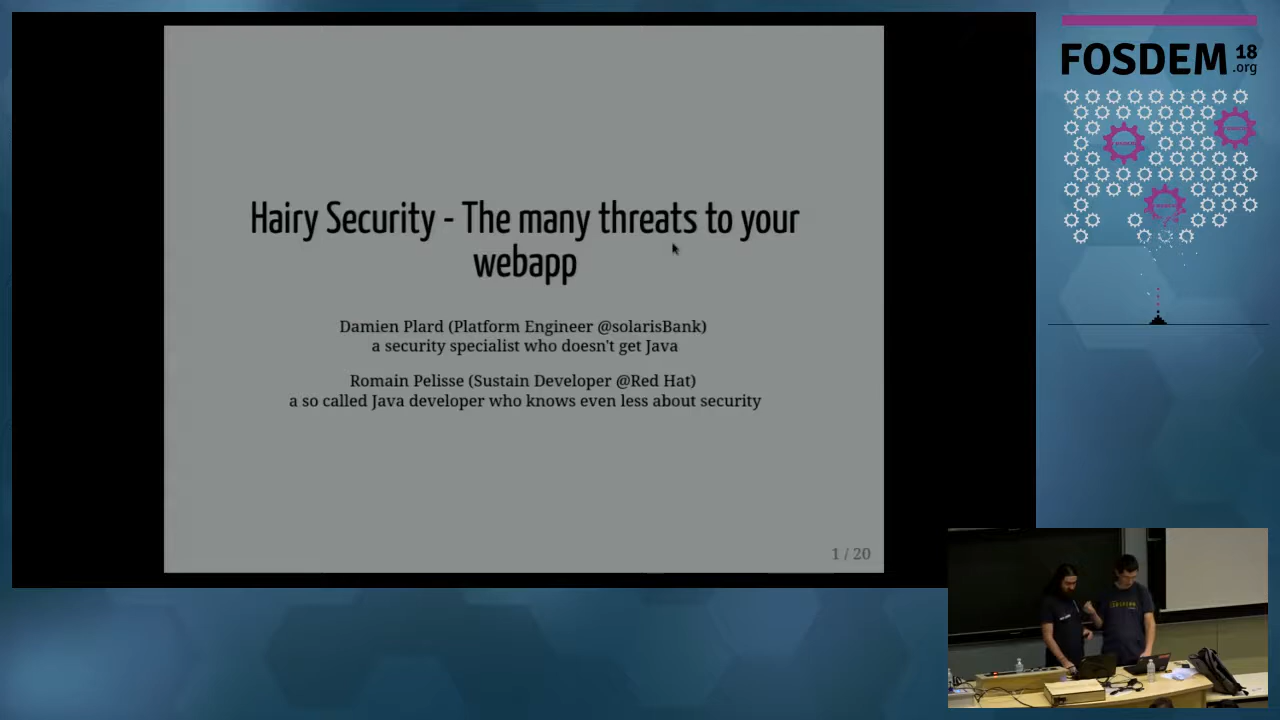 Hairy Security - The many threats to your
webapp
Damien Plard (Platform Engineer @solarisBank)
a security specialist who doesn't get Java
Romain Pelisse (Sustain Developer @Red Hat)
a so called Java developer who knows even less about security
1 / 20
FOSDEM 18
.org